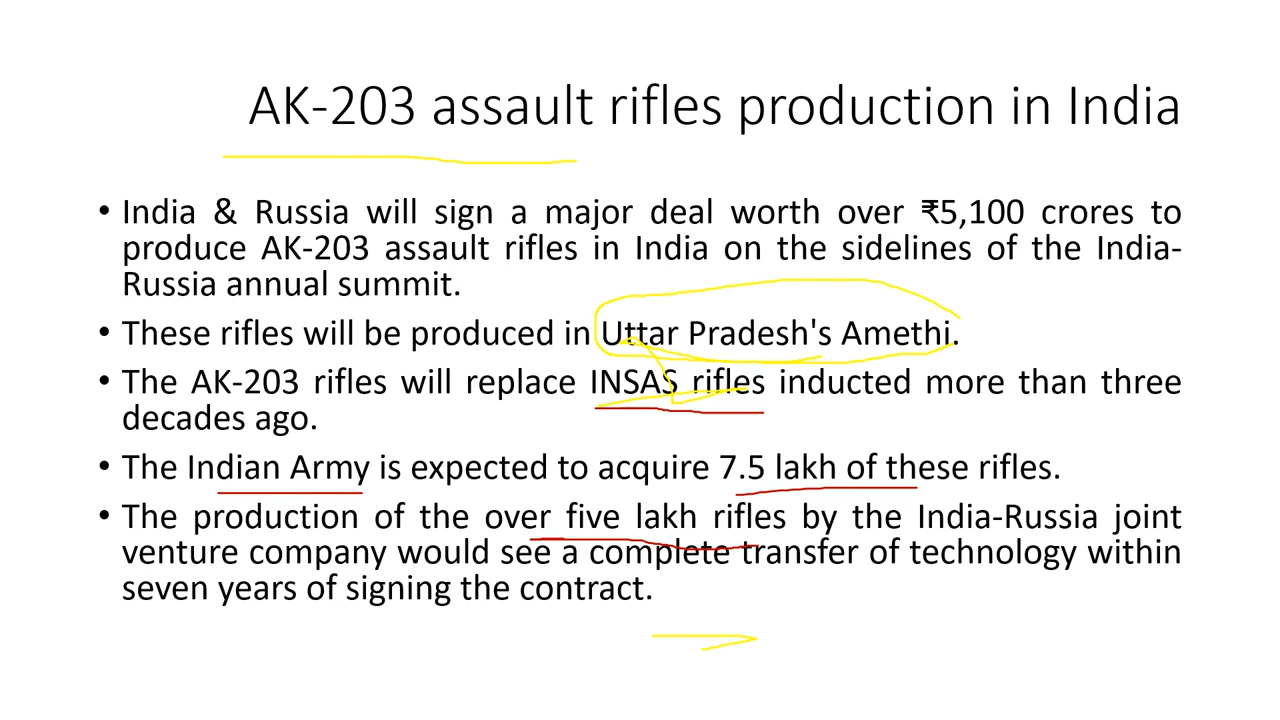 AK-203 assault rifles production in India
• India & Russia will sign a major deal worth over ₹5,100 crores to
produce AK-203 assault rifles in India on the sidelines of the India-
Russia annual summit.
• These rifles will be produced in Uttar Pradesh's Amethi.
• The AK-203 rifles will replace INSAS rifles inducted more than three
decades ago.
• The Indian Army is expected to acquire 7.5 lakh of these rifles.
• The production of the over five lakh rifles by the India-Russia joint
venture company would see a complete transfer of technology within
seven years of signing the contract.